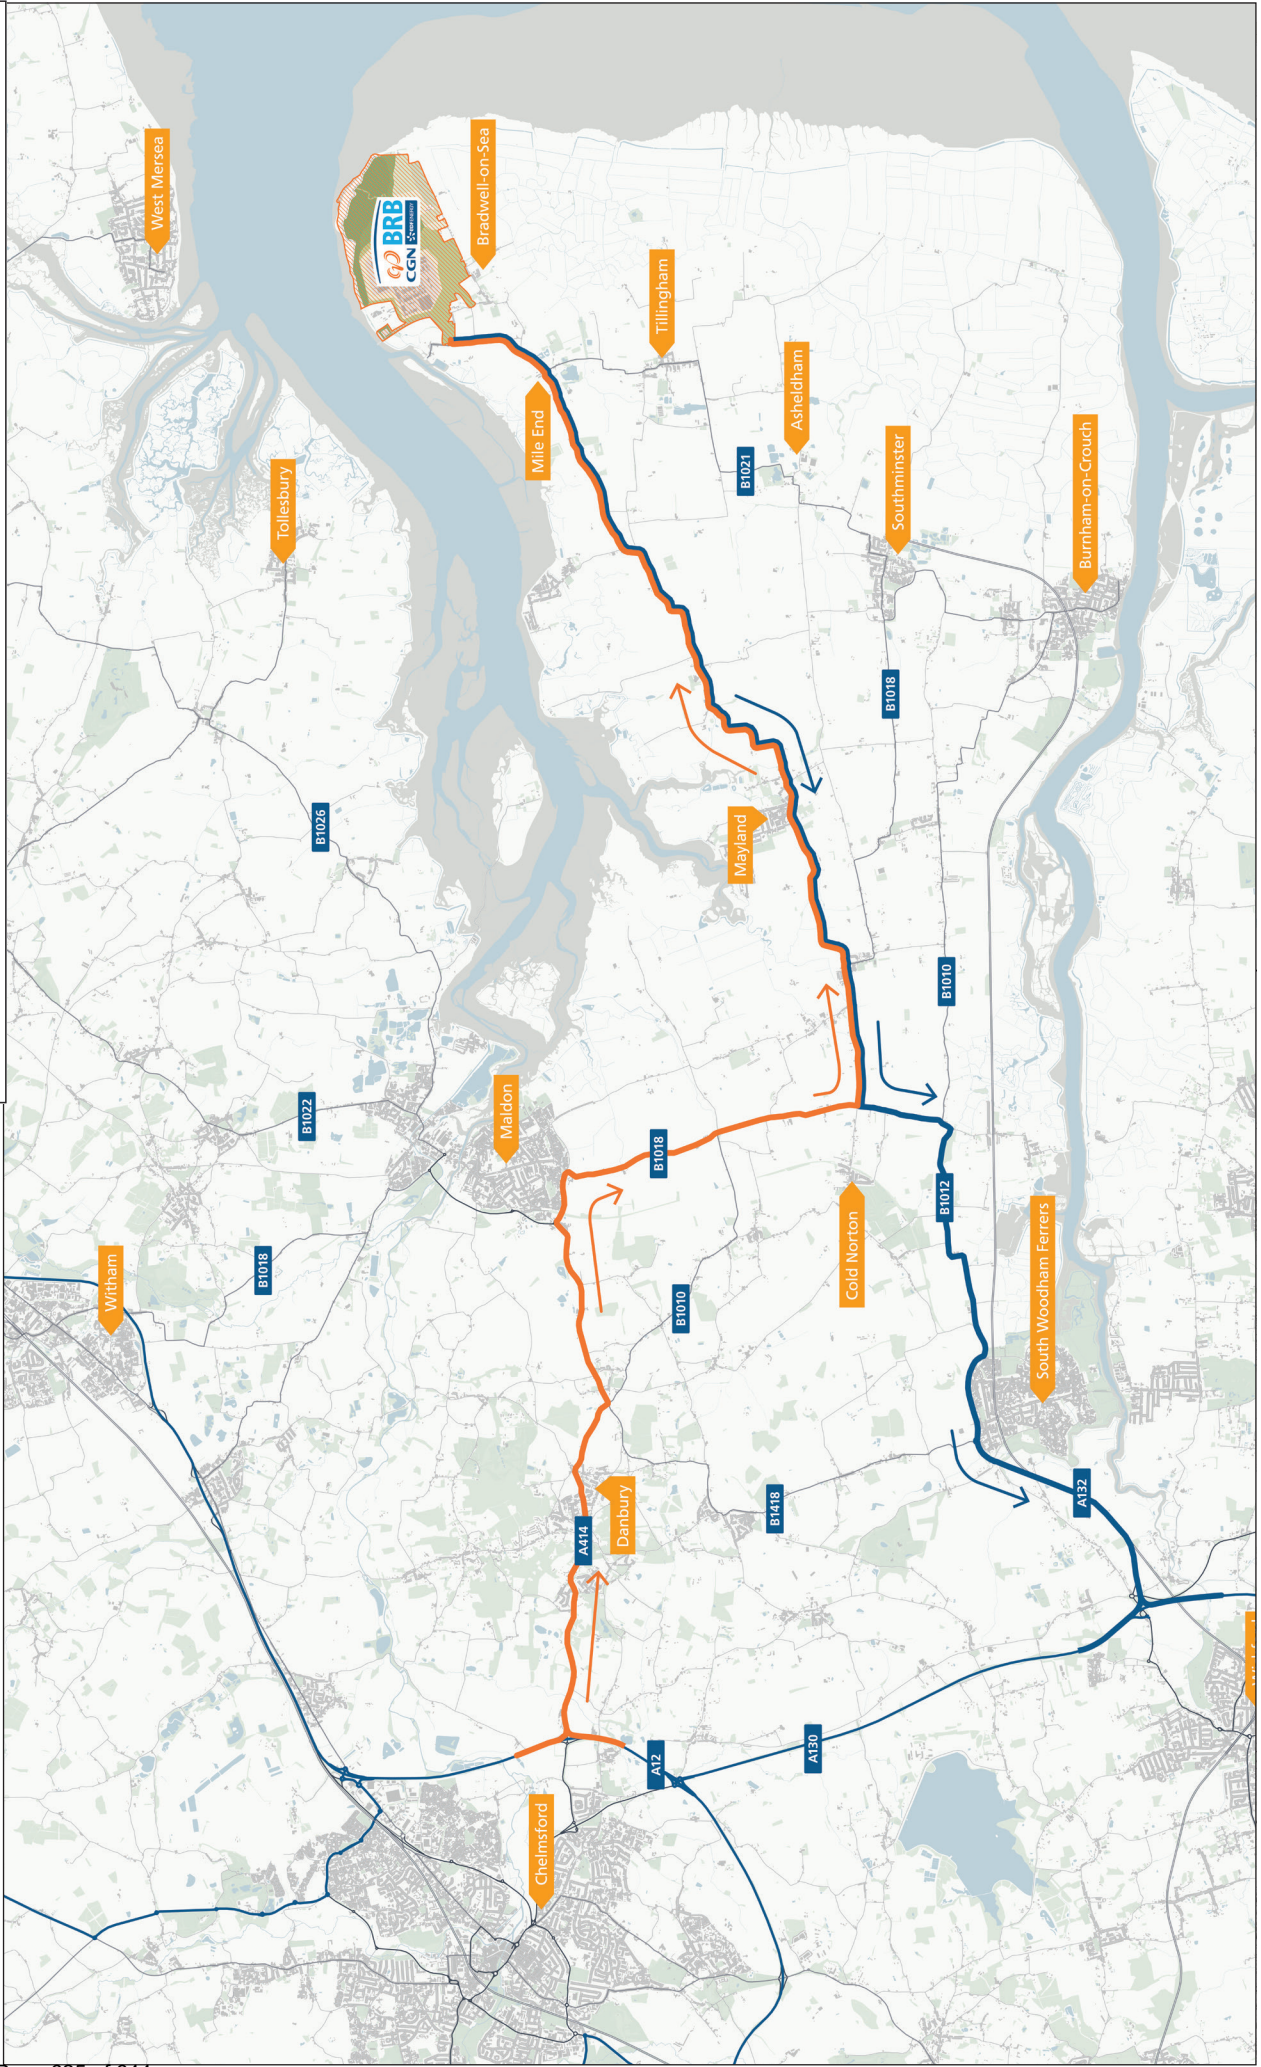 West Mersea
BRB
CGN
EDF ENERGY
Bradwell-on-Sea
Tillingham
Mile End
Asheldham
Tollesbury
B1021
Southminster
Burnham-on-Crouch
B1018
B1026
Mayland
B1010
Maldon
B1022
B1018
B1012
Cold Norton
South Woodham Ferrers
Witham
B1018
B1010
Danbury
A414
B1418
A132
A12
A130
Chelmsford